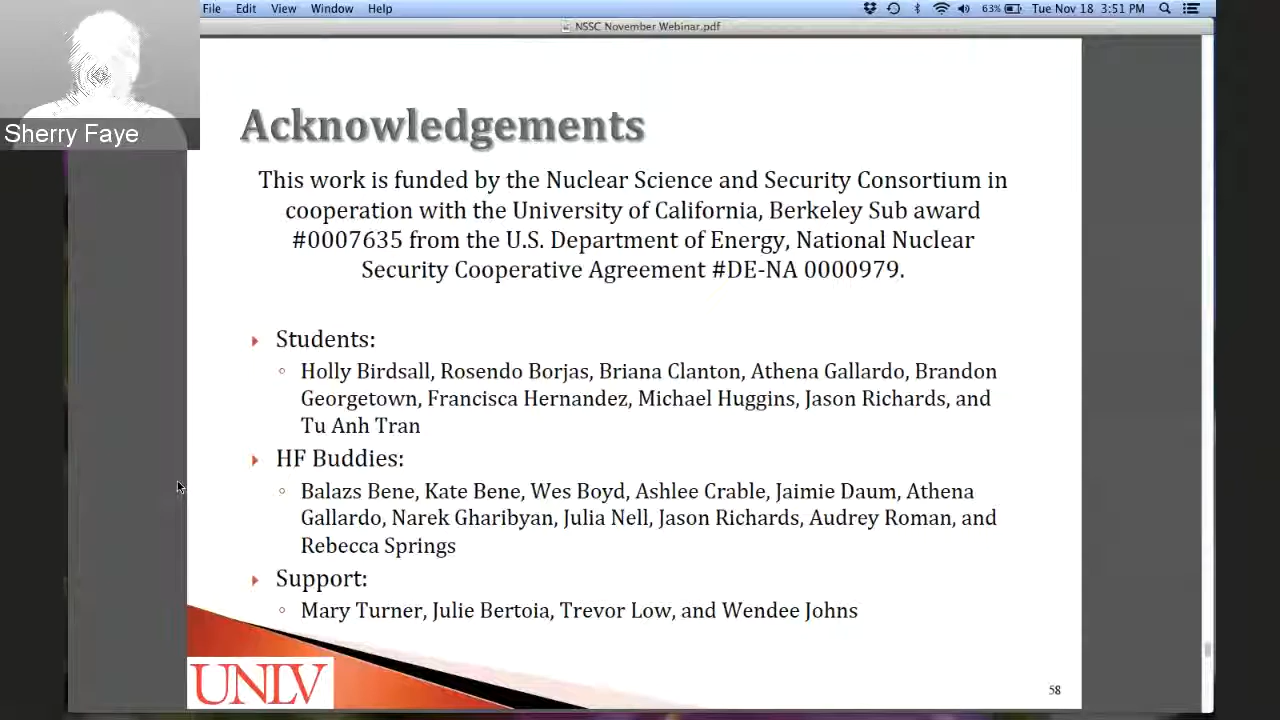 File Edit View Window Help
63% Tue Nov 18 3:51 PM
NSSC November Webinar.pdf
Sherry Faye
Acknowledgements
This work is funded by the Nuclear Science and Security Consortium in
cooperation with the University of California, Berkeley Sub award
#0007635 from the U.S. Department of Energy, National Nuclear
Security Cooperative Agreement #DE-NA 0000979.
Students:
Holly Birdsall, Rosendo Borjas, Briana Clanton, Athena Gallardo, Brandon
Georgetown, Francisca Hernandez, Michael Huggins, Jason Richards, and
Tu Anh Tran
HF Buddies:
Balazs Bene, Kate Bene, Wes Boyd, Ashlee Crable, Jaimie Daum, Athena
Gallardo, Narek Gharibyan, Julia Nell, Jason Richards, Audrey Roman, and
Rebecca Springs
Support:
Mary Turner, Julie Bertoia, Trevor Low, and Wendee Johns
UNLV
58